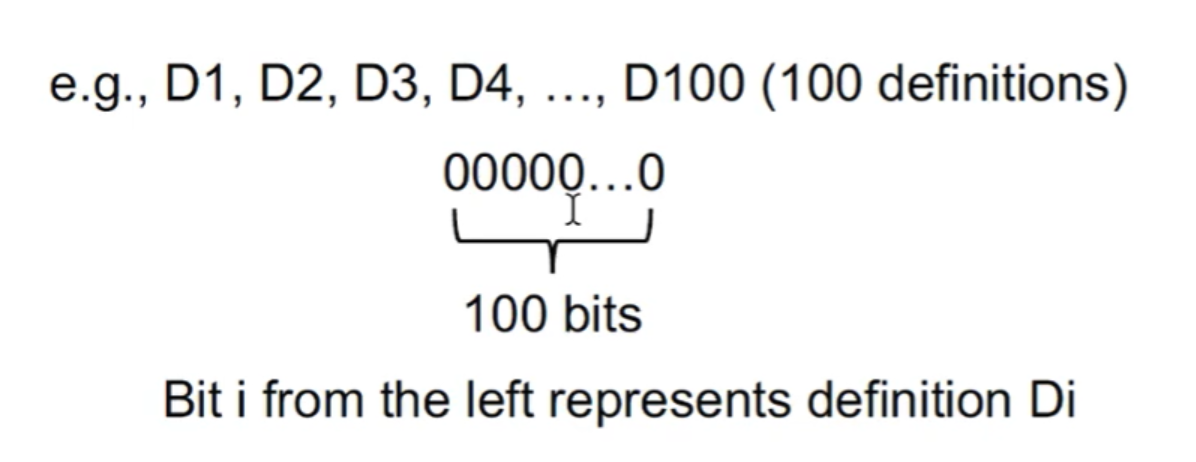 e.g., D1, D2, D3, D4, …, D100 (100 definitions)
00000…0
100 bits
Bit i from the left represents definition Di